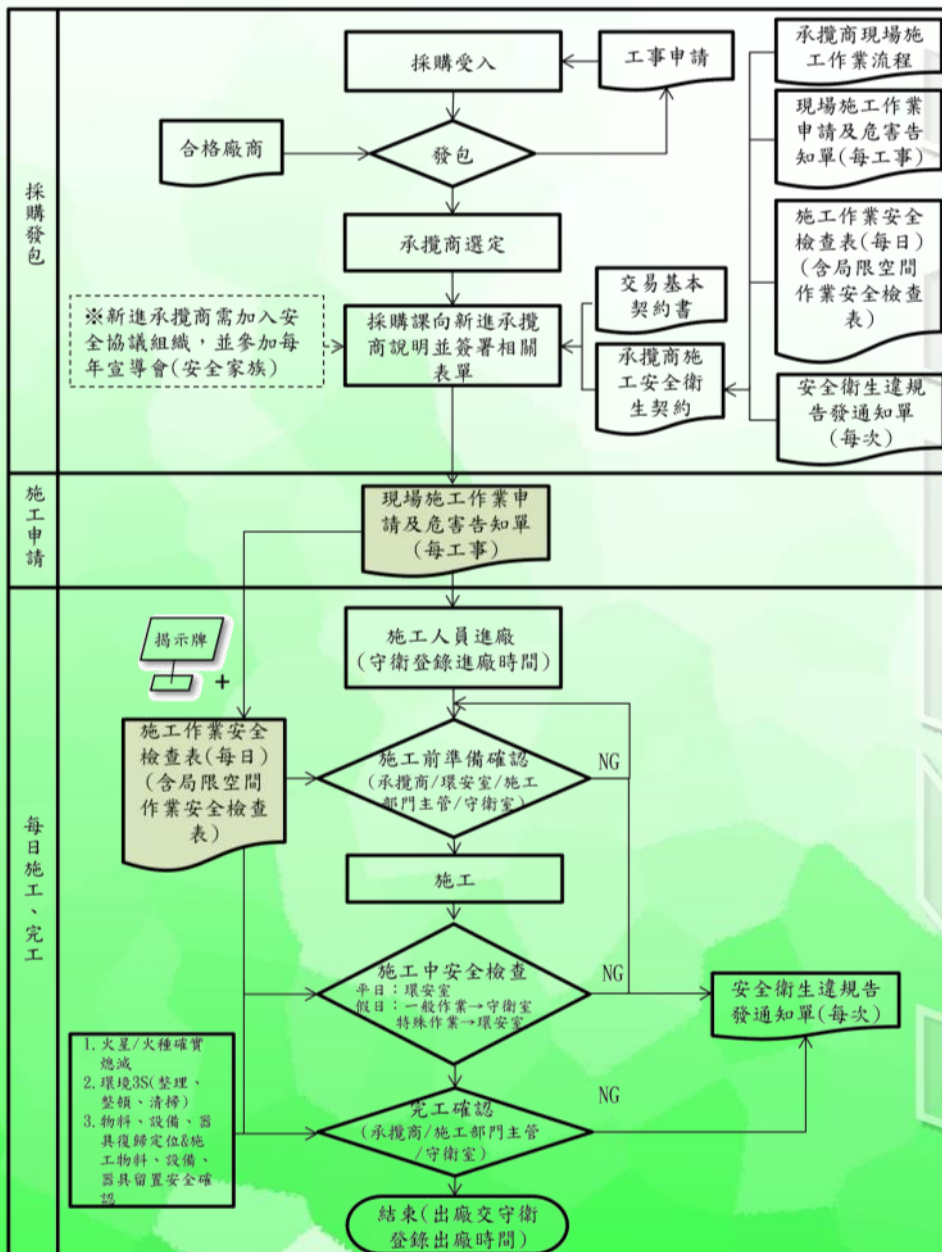 採購發包
採購受入
工事申請
合格廠商
發包
承攬商選定
※新進承攬商需加入安
全協議組織，並參加每
年宣導會(安全家族)
採購課向新進承攬
商說明並簽署相關
表單
交易基本
契約書
承攬商施
工安全衛
生契約
承攬商現場施
工作業流程
現場施工作業
申請及危害告
知單(每工事)
施工作業安全
檢查表(每日)
(含局限空間
作業安全檢查
表)
安全衛生違規
告發通知單
(每次)
施工申請
現場施工作業申
請及危害告知單
(每工事)
每日施工、完工
施工人員進廠
(守衛登錄進廠時間)
揭示牌
+
施工作業安全
檢查表(每日)
(含局限空間
作業安全檢查
表)
施工前準備確認
(承攬商/環安室/施工
部門主管/守衛室)
NG
施工
施工中安全檢查
平日：環安室
假日：一般作業→守衛室
特殊作業→環安室
NG
安全衛生違規告
發通知單(每次)
1. 火星/火種確實
熄滅
2. 環境3S(整理、
整頓、清掃)
3. 物料、設備、器
具復歸定位&施
工物料、設備、
器具留置安全確
認
完工確認
(承攬商/施工部門主管
/守衛室)
NG
結束(出廠交守衛
登錄出廠時間)